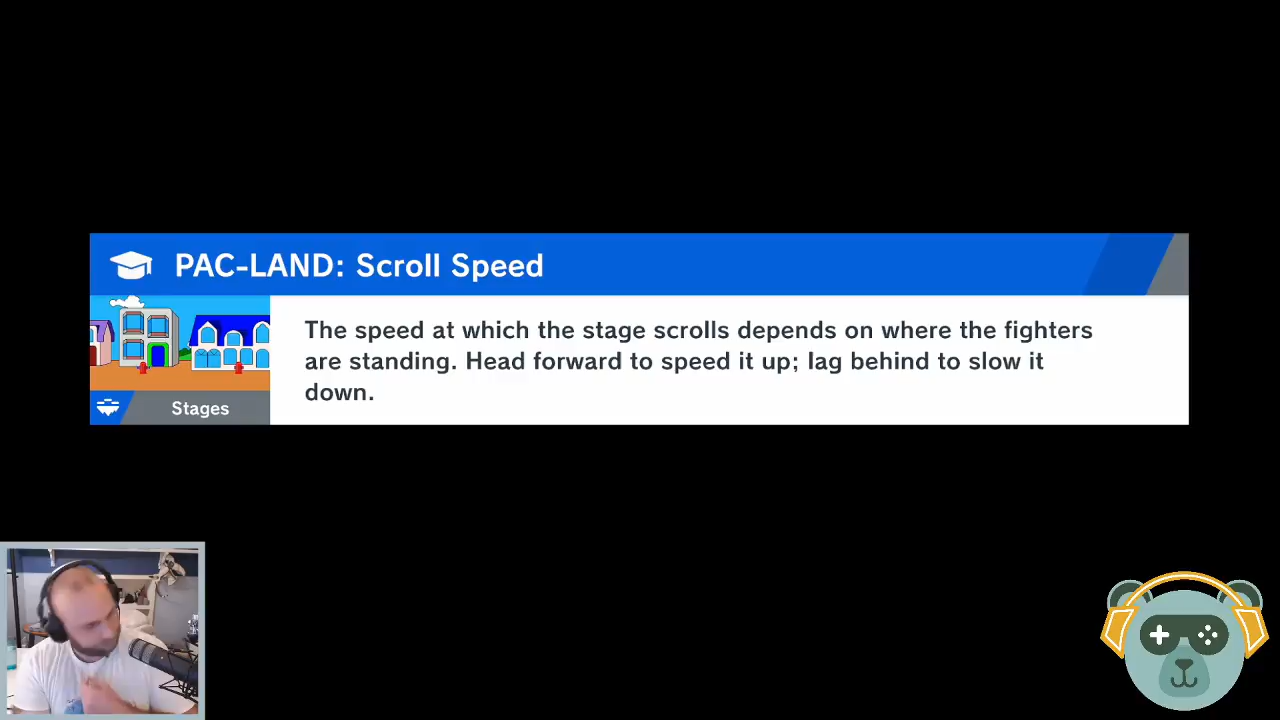 PAC-LAND: Scroll Speed
The speed at which the stage scrolls depends on where the fighters
are standing. Head forward to speed it up; lag behind to slow it
down.
Stages